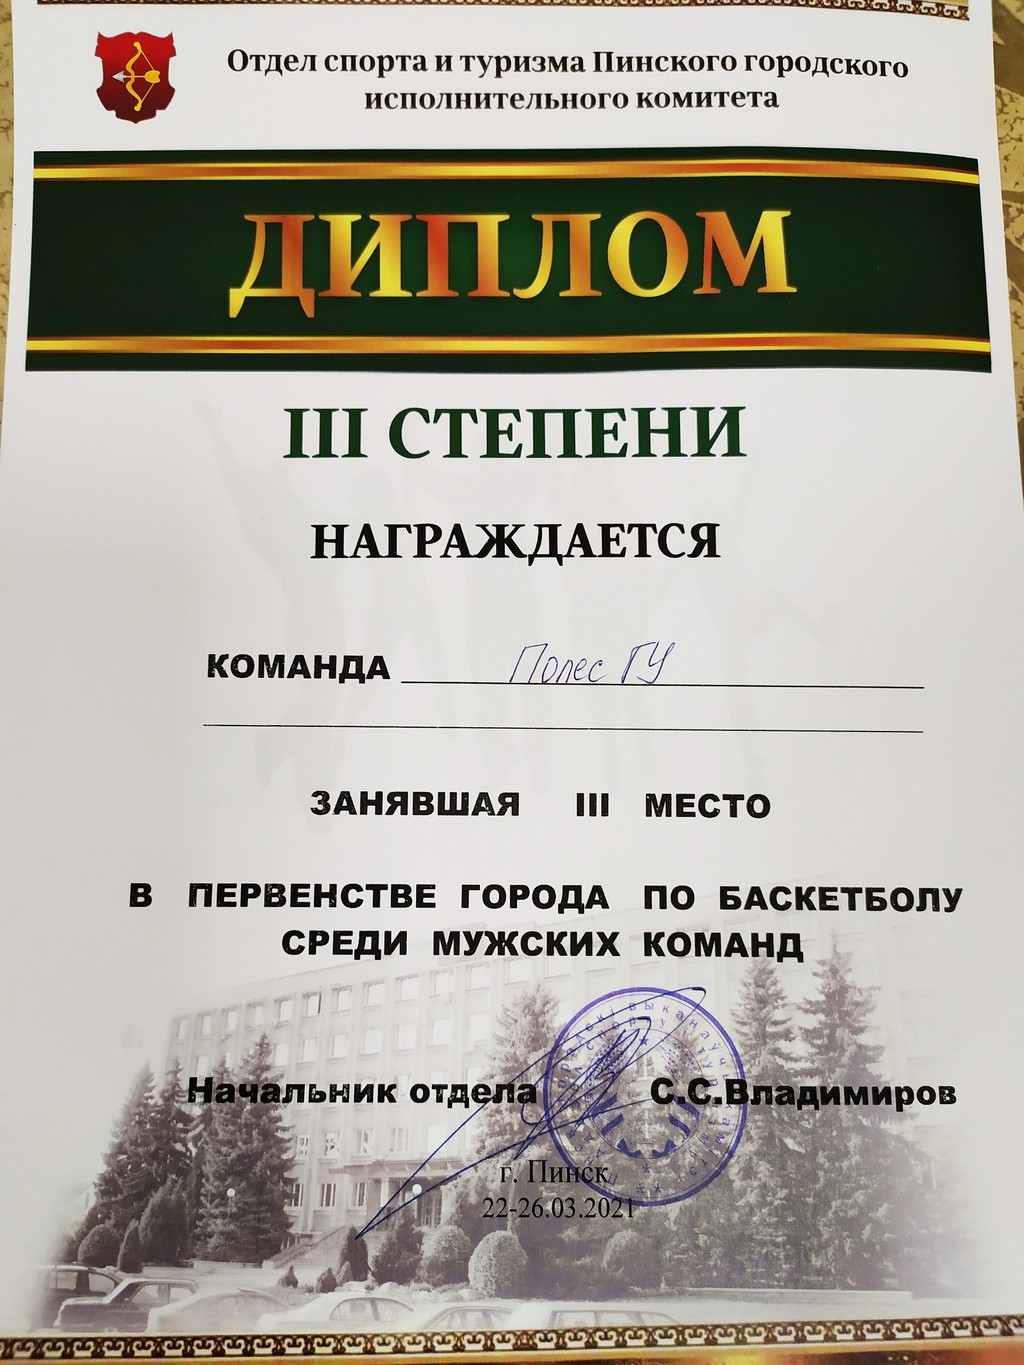 Отдел спорта и туризма Пинского городского
исполнительного комитета
ДИПЛОМ
III СТЕПЕНИ
НАГРАЖДАЕТСЯ
КОМАНДА Полес ГУ
ЗАНЯВШАЯ III МЕСТО
В ПЕРВЕНСТВЕ ГОРОДА ПО БАСКЕТБОЛУ
СРЕДИ МУЖСКИХ КОМАНД
Начальник отдела С.С.Владимиров
г. Пинск
22-26.03.2021